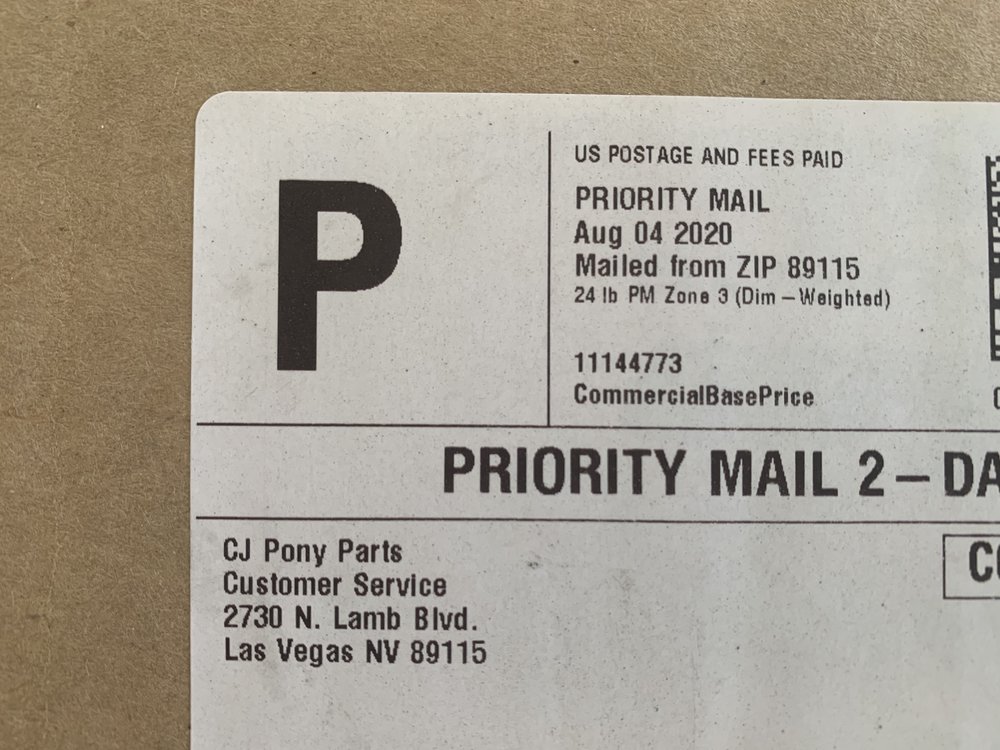 P
US POSTAGE AND FEES PAID
PRIORITY MAIL
Aug 04 2020
Mailed from ZIP 89115
24 lb PM Zone 3 (Dim-Weighted)
11144773
CommercialBasePrice
PRIORITY MAIL 2-DA
CJ Pony Parts
Customer Service
2730 N. Lamb Blvd.
Las Vegas NV 89115